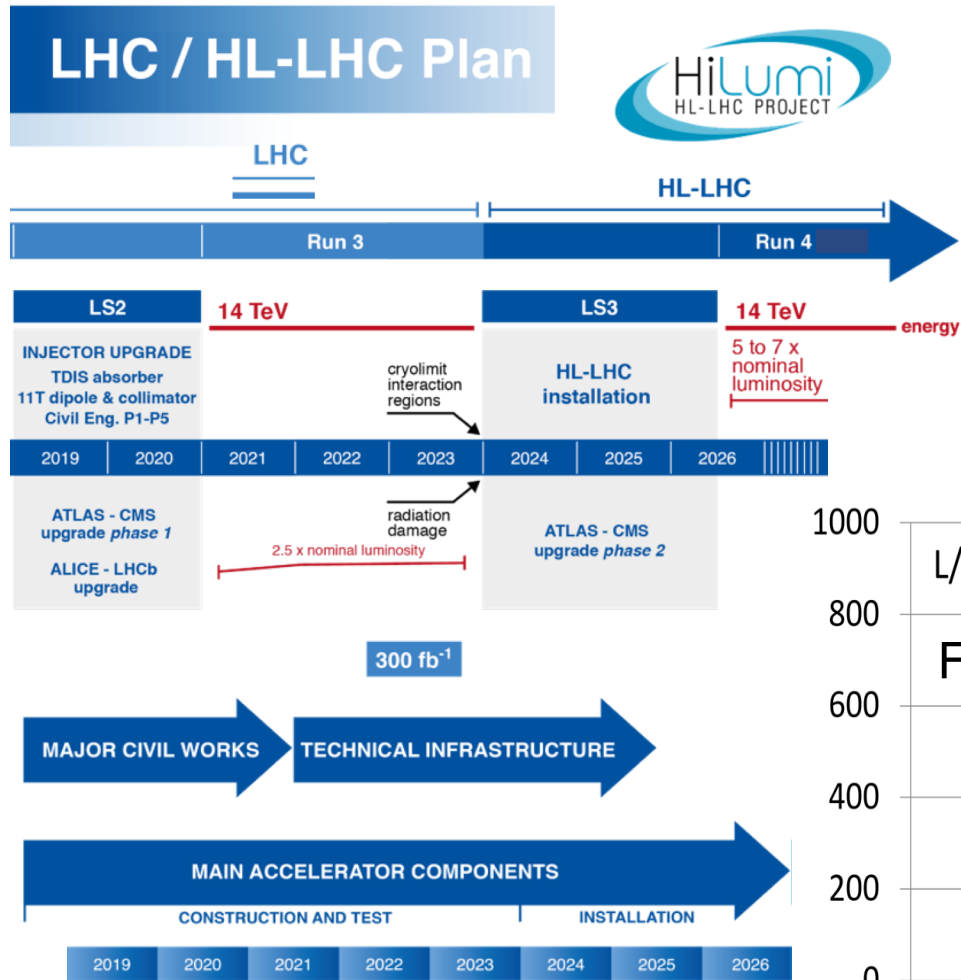 LHC / HL-LHC Plan
HiLumi
HL-LHC PROJECT
LHC
HL-LHC
Run 3
Run 4
LS2
14 TeV
LS3
14 TeV
energy
INJECTOR UPGRADE
TDIS absorber
11T dipole & collimator
Civil Eng. P1-P5
cryolimit
interaction
regions
HL-LHC
installation
5 to 7 x
nominal
luminosity
2019 2020 2021 2022 2023 2024 2025 2026
ATLAS - CMS
upgrade phase 1
ALICE - LHCb
upgrade
2.5 x nominal luminosity
radiation
damage
ATLAS - CMS
upgrade phase 2
300 fb⁻¹
MAJOR CIVIL WORKS
TECHNICAL INFRASTRUCTURE
MAIN ACCELERATOR COMPONENTS
CONSTRUCTION AND TEST
INSTALLATION
2019 2020 2021 2022 2023 2024 2025 2026
1000
L/
800
F
600
400
200
0